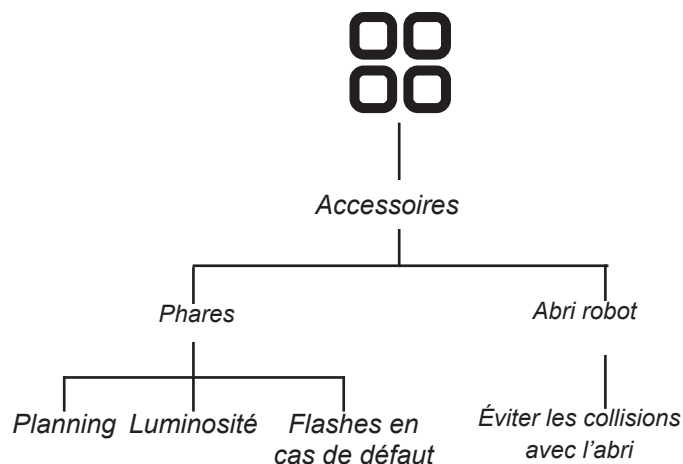 Accessoires
Phares
Abri robot
Planning
Luminosité
Flashes en
cas de défaut
Éviter les collisions
avec l'abri